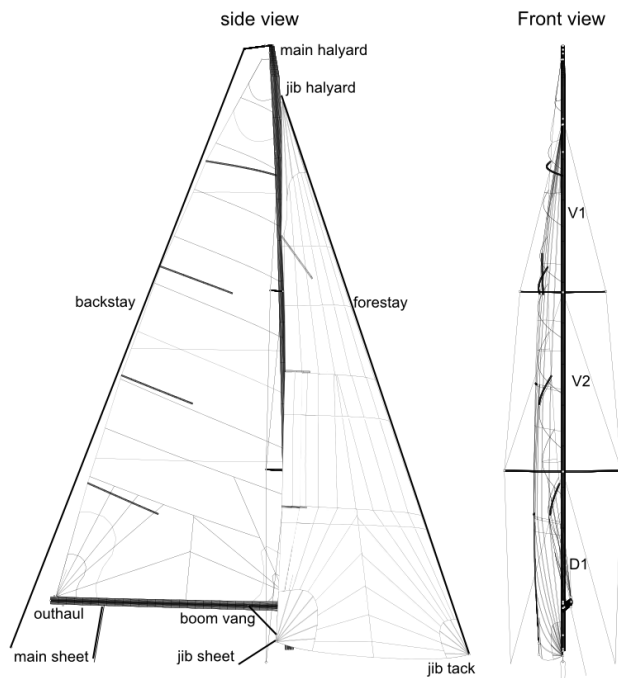 side view
Front view
main halyard
jib halyard
V1
backstay
forestay
V2
D1
outhaul
boom vang
main sheet
jib sheet
jib tack